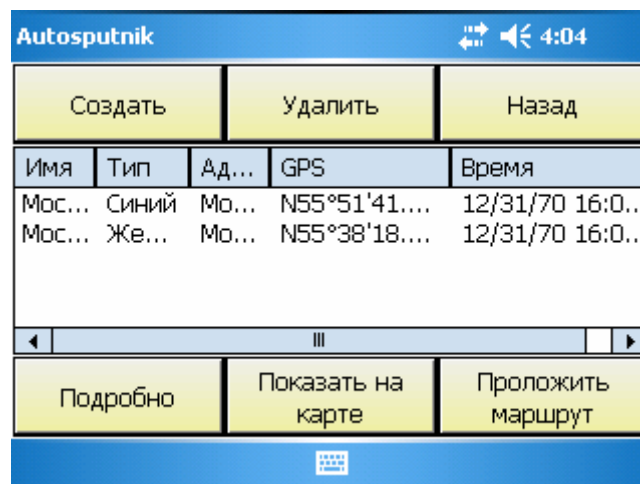 Autosputnik 4:04
Создать Удалить Назад
Имя Тип Ад... GPS Время
Мос... Синий Мо... N55°51'41.... 12/31/70 16:0..
Мос... Же... Мо... N55°38'18.... 12/31/70 16:0..
Подробно Показать на карте Проложить маршрут